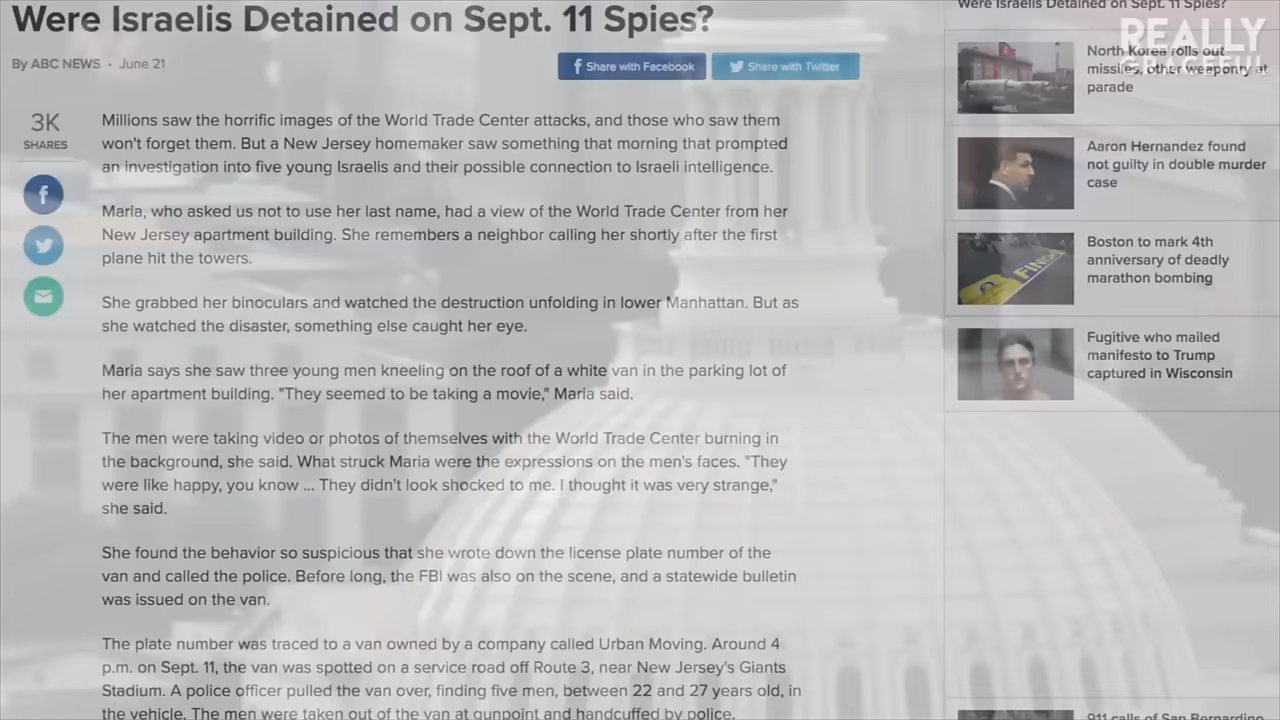 Were Israelis Detained on Sept. 11 Spies?
By ABC NEWS · June 21
Share with Facebook
Share with Twitter
3K
SHARES
Millions saw the horrific images of the World Trade Center attacks, and those who saw them
won't forget them. But a New Jersey homemaker saw something that morning that prompted
an investigation into five young Israelis and their possible connection to Israeli intelligence.
Maria, who asked us not to use her last name, had a view of the World Trade Center from her
New Jersey apartment building. She remembers a neighbor calling her shortly after the first
plane hit the towers.
She grabbed her binoculars and watched the destruction unfolding in lower Manhattan. But as
she watched the disaster, something else caught her eye.
Maria says she saw three young men kneeling on the roof of a white van in the parking lot of
her apartment building. "They seemed to be taking a movie," Maria said.
The men were taking video or photos of themselves with the World Trade Center burning in
the background, she said. What struck Maria were the expressions on the men's faces. "They
were like happy, you know ... They didn't look shocked to me. I thought it was very strange,"
she said.
She found the behavior so suspicious that she wrote down the license plate number of the
van and called the police. Before long, the FBI was also on the scene, and a statewide bulletin
was issued on the van.
The plate number was traced to a van owned by a company called Urban Moving. Around 4
p.m. on Sept. 11, the van was spotted on a service road off Route 3, near New Jersey's Giants
Stadium. A police officer pulled the van over, finding five men, between 22 and 27 years old, in
the vehicle. The men were taken out of the van at gunpoint and handcuffed by police.
Were Israelis Detained on Sept. 11 Spies?
REALLY
GRACEFUL
North Korea rolls out
missiles, other weaponry at
parade
Aaron Hernandez found
not guilty in double murder
case
FINISH
Boston to mark 4th
anniversary of deadly
marathon bombing
Fugitive who mailed
manifesto to Trump
captured in Wisconsin
911 calls of San Bernardino